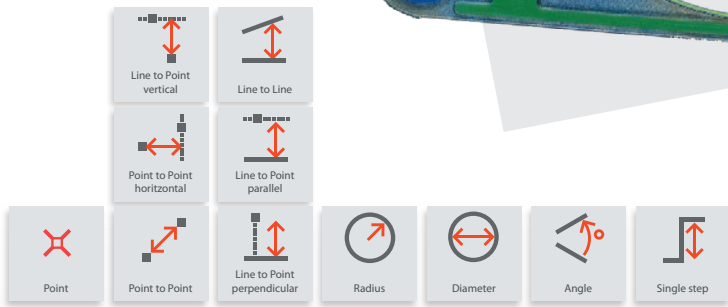 Line to Point
vertical
Line to Line
Point to Point
horitzontal
Line to Point
parallel
Point
Point to Point
Line to Point
perpendicular
Radius
Diameter
Angle
Single step